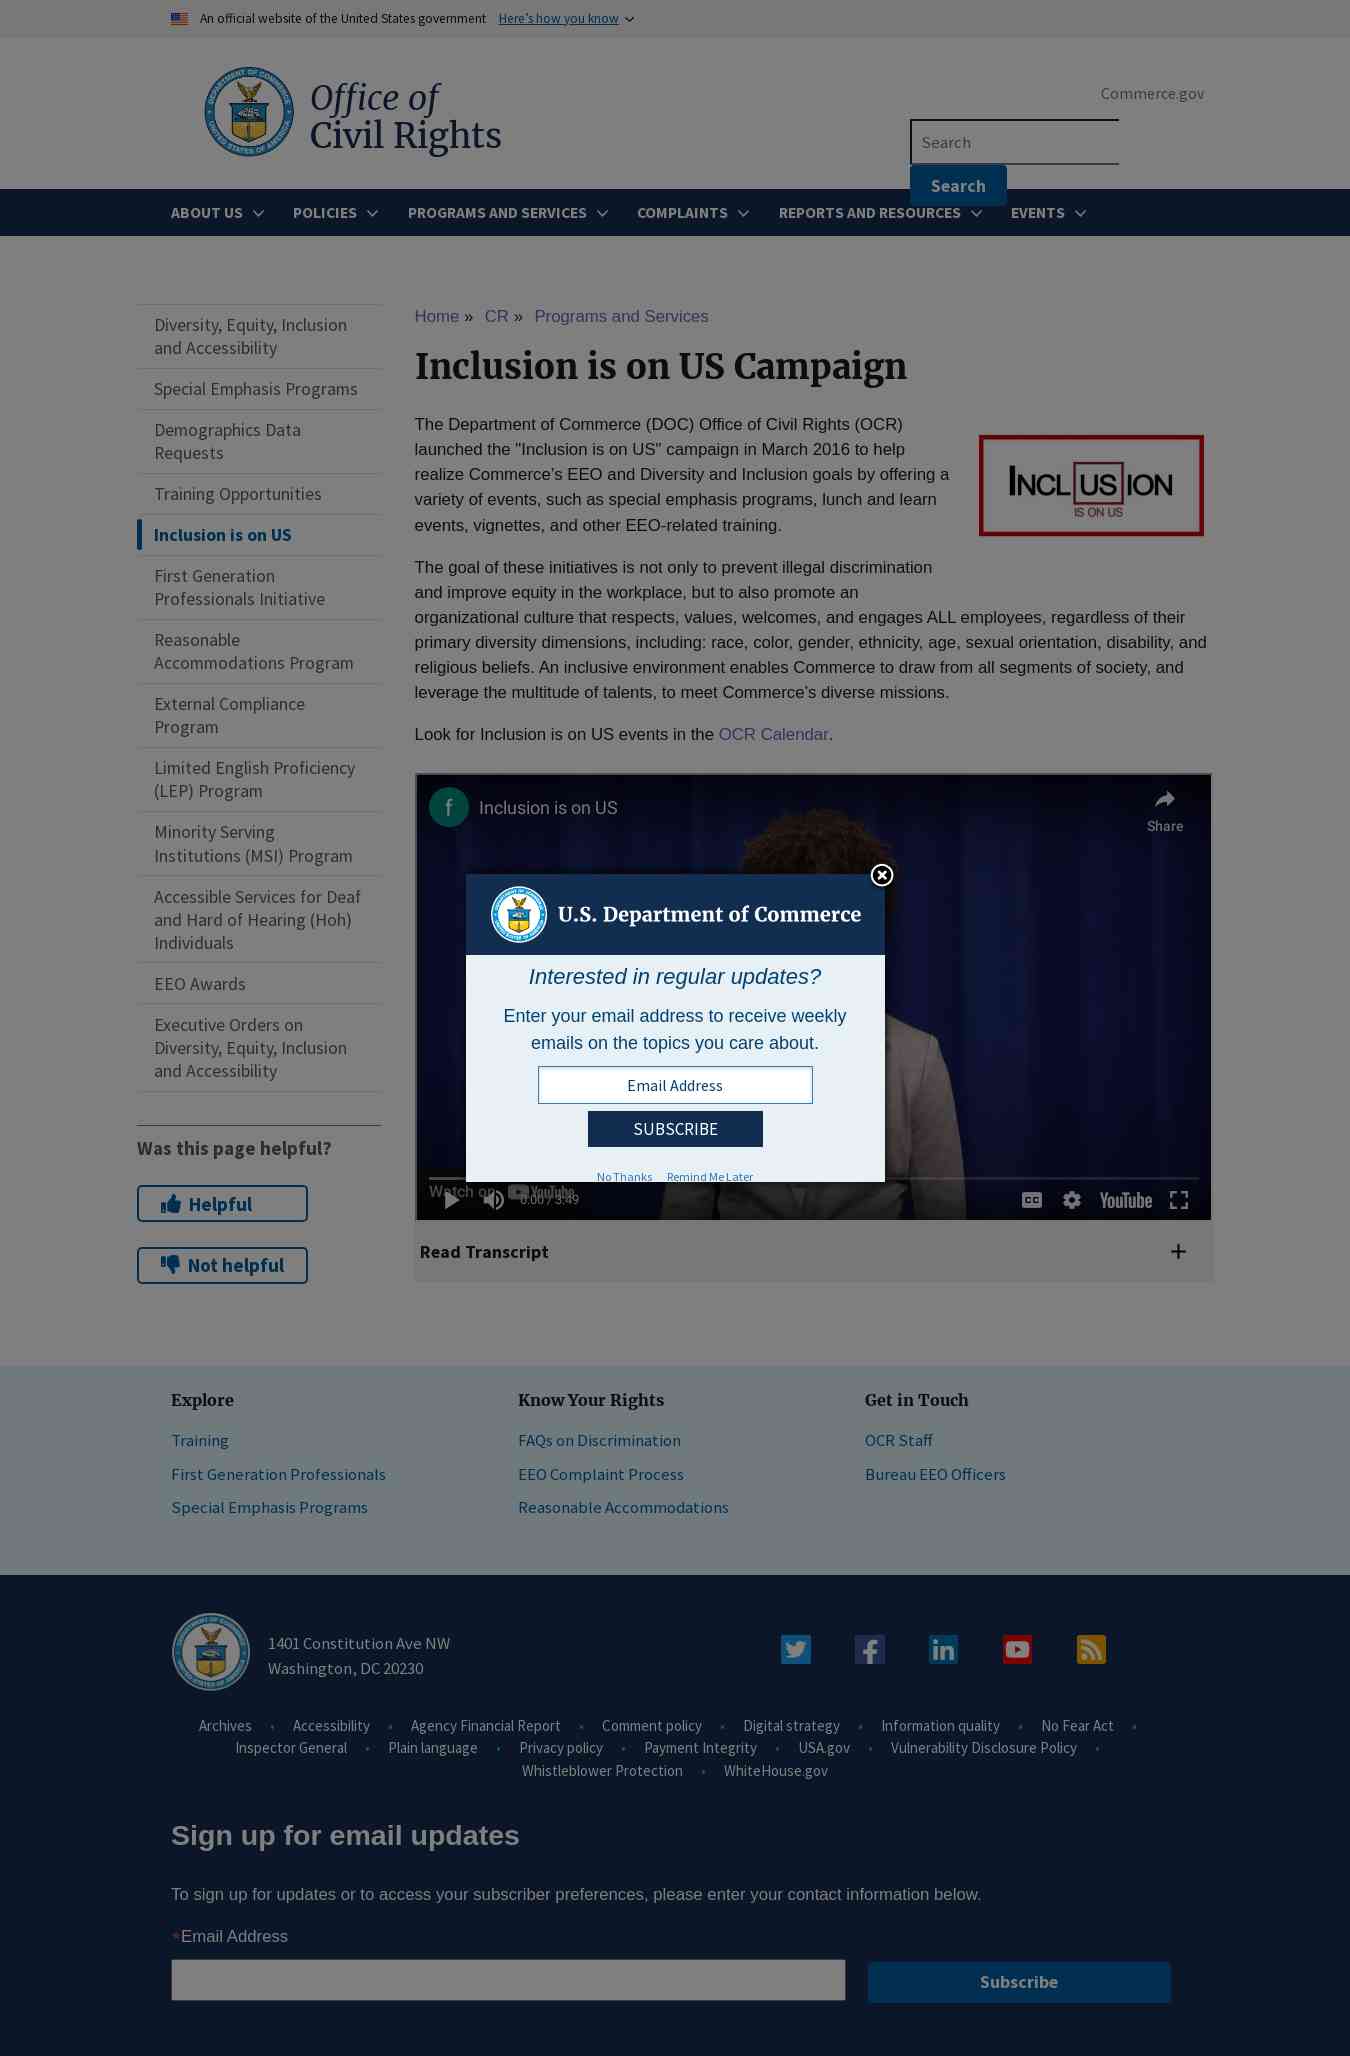 An official website of the United States government Here's how you know
Office of
Civil Rights
Commerce.gov
Search
Search
ABOUT US POLICIES PROGRAMS AND SERVICES COMPLAINTS REPORTS AND RESOURCES EVENTS
Diversity, Equity, Inclusion
and Accessibility
Special Emphasis Programs
Demographics Data
Requests
Training Opportunities
Inclusion is on US
First Generation
Professionals Initiative
Reasonable
Accommodations Program
External Compliance
Program
Limited English Proficiency
(LEP) Program
Minority Serving
Institutions (MSI) Program
Accessible Services for Deaf
and Hard of Hearing (Hoh)
Individuals
EEO Awards
Executive Orders on
Diversity, Equity, Inclusion
and Accessibility
Was this page helpful?
Helpful
Not helpful
Home » CR » Programs and Services
Inclusion is on US Campaign
The Department of Commerce (DOC) Office of Civil Rights (OCR)
launched the "Inclusion is on US" campaign in March 2016 to help
realize Commerce's EEO and Diversity and Inclusion goals by offering a
variety of events, such as special emphasis programs, lunch and learn
events, vignettes, and other EEO-related training.
INCLUSION
IS ON US
The goal of these initiatives is not only to prevent illegal discrimination
and improve equity in the workplace, but to also promote an
organizational culture that respects, values, welcomes, and engages ALL employees, regardless of their
primary diversity dimensions, including: race, color, gender, ethnicity, age, sexual orientation, disability, and
religious beliefs. An inclusive environment enables Commerce to draw from all segments of society, and
leverage the multitude of talents, to meet Commerce's diverse missions.
Look for Inclusion is on US events in the OCR Calendar.
f Inclusion is on US
Share
U.S. Department of Commerce
Interested in regular updates?
Enter your email address to receive weekly
emails on the topics you care about.
Email Address
SUBSCRIBE
No Thanks Remind Me Later
Watch on YouTube
0:00 / 3:49
CC YouTube
Read Transcript +
Explore
Training
First Generation Professionals
Special Emphasis Programs
Know Your Rights
FAQs on Discrimination
EEO Complaint Process
Reasonable Accommodations
Get in Touch
OCR Staff
Bureau EEO Officers
1401 Constitution Ave NW
Washington, DC 20230
Archives • Accessibility • Agency Financial Report • Comment policy • Digital strategy • Information quality • No Fear Act •
Inspector General • Plain language • Privacy policy • Payment Integrity • USA.gov • Vulnerability Disclosure Policy •
Whistleblower Protection • WhiteHouse.gov
Sign up for email updates
To sign up for updates or to access your subscriber preferences, please enter your contact information below.
*Email Address
Subscribe